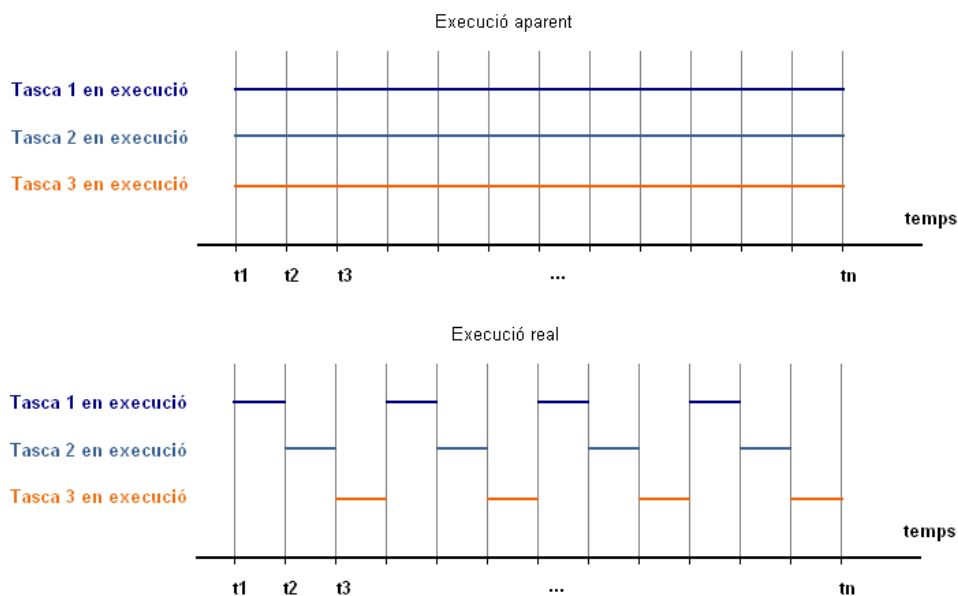 Execució aparent
Tasca 1 en execució
Tasca 2 en execució
Tasca 3 en execució
temps
t1 t2 t3 ... tn
Execució real
Tasca 1 en execució
Tasca 2 en execució
Tasca 3 en execució
temps
t1 t2 t3 ... tn